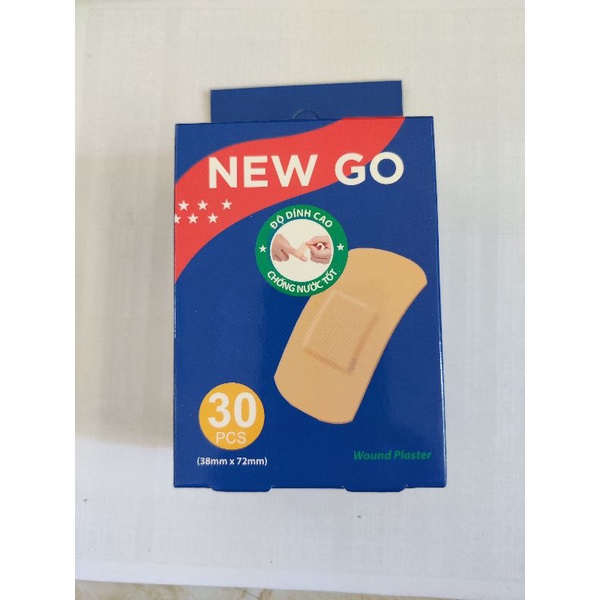 NEW GO
ĐỘ DÍNH CAO
CHỐNG NƯỚC TỐT
30
PCS
(38mm x 72mm)
Wound Plaster